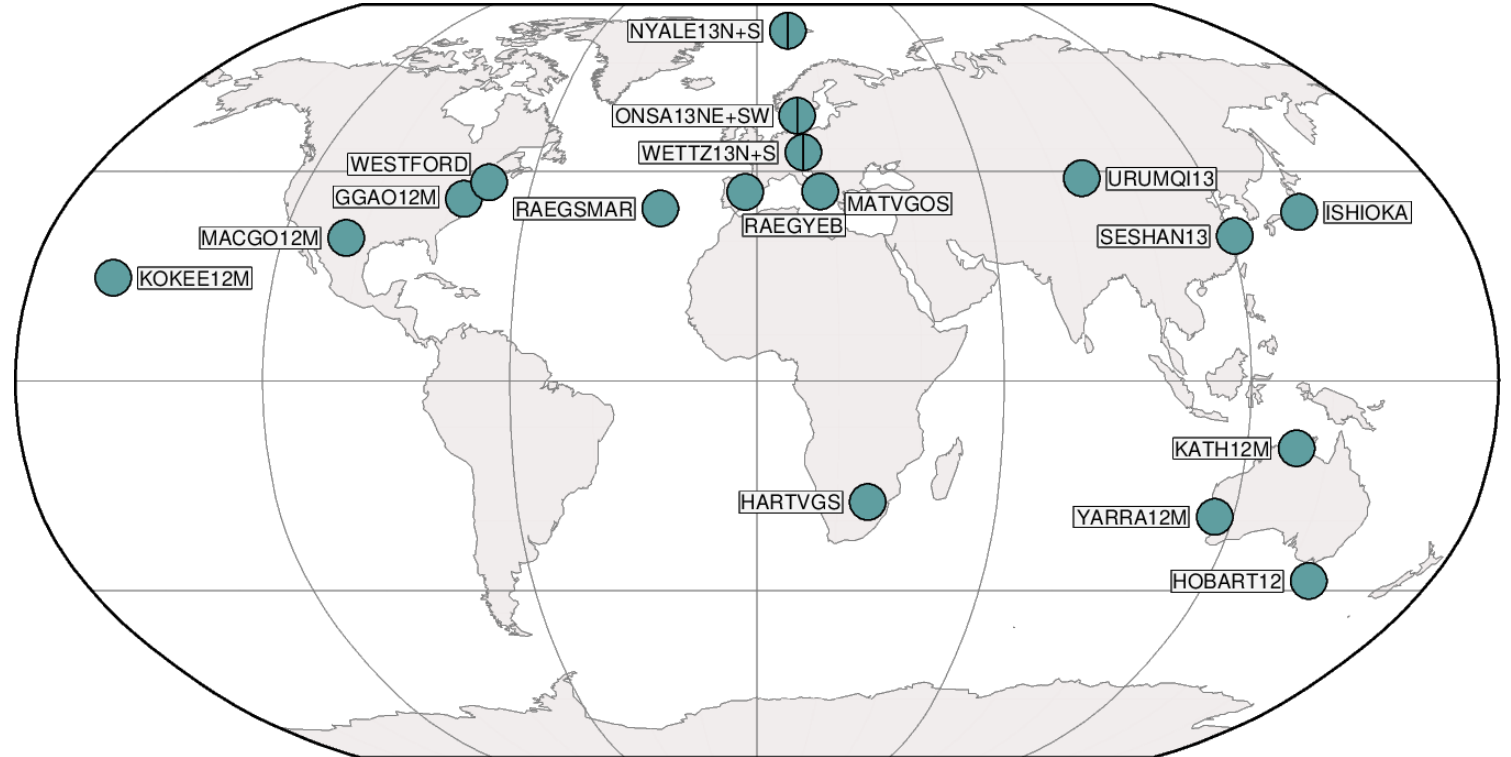 NYALE13N+S
ONSA13NE+SW
WETTZ13N+S
WESTFORD
GGAO12M
URUMQI13
RAEGSMAR
MATVGOS
ISHIOKA
RAEGYEB
MACGO12M
SESHAN13
KOKEE12M
KATH12M
HARTVGS
YARRA12M
HOBART12